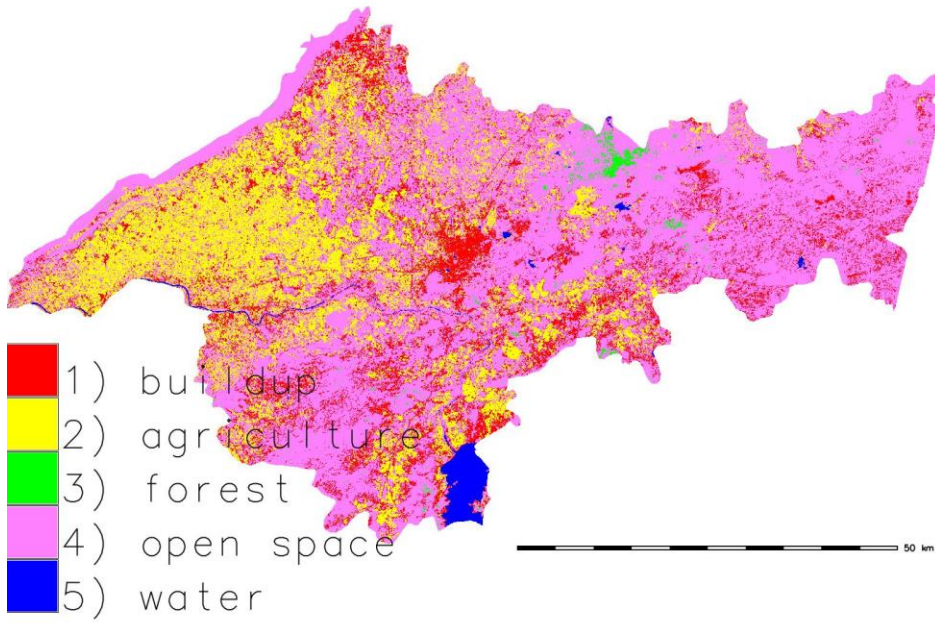 1) buildup
2) agriculture
3) forest
4) open space
50 km
5) water